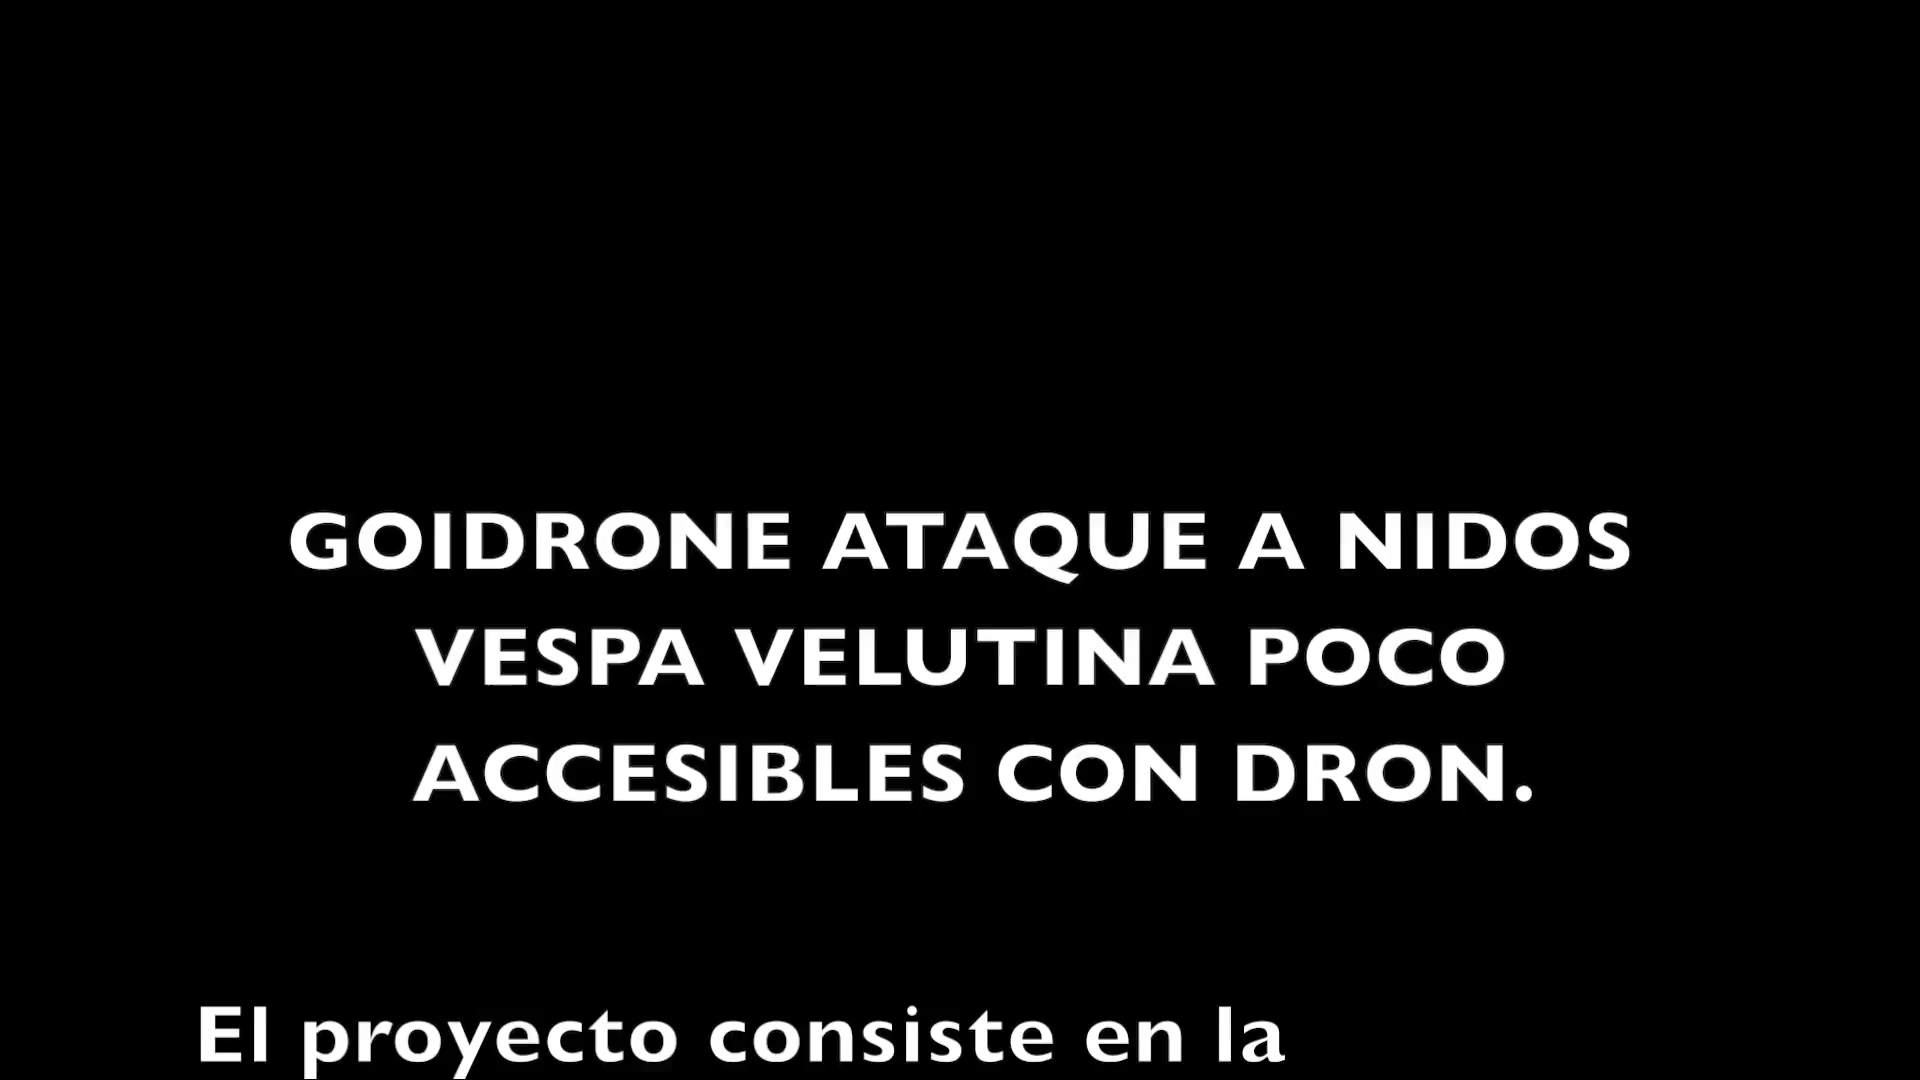 GOIDRONE ATAQUE A NIDOS
VESPA VELUTINA POCO
ACCESIBLES CON DRON.
El proyecto consiste en la